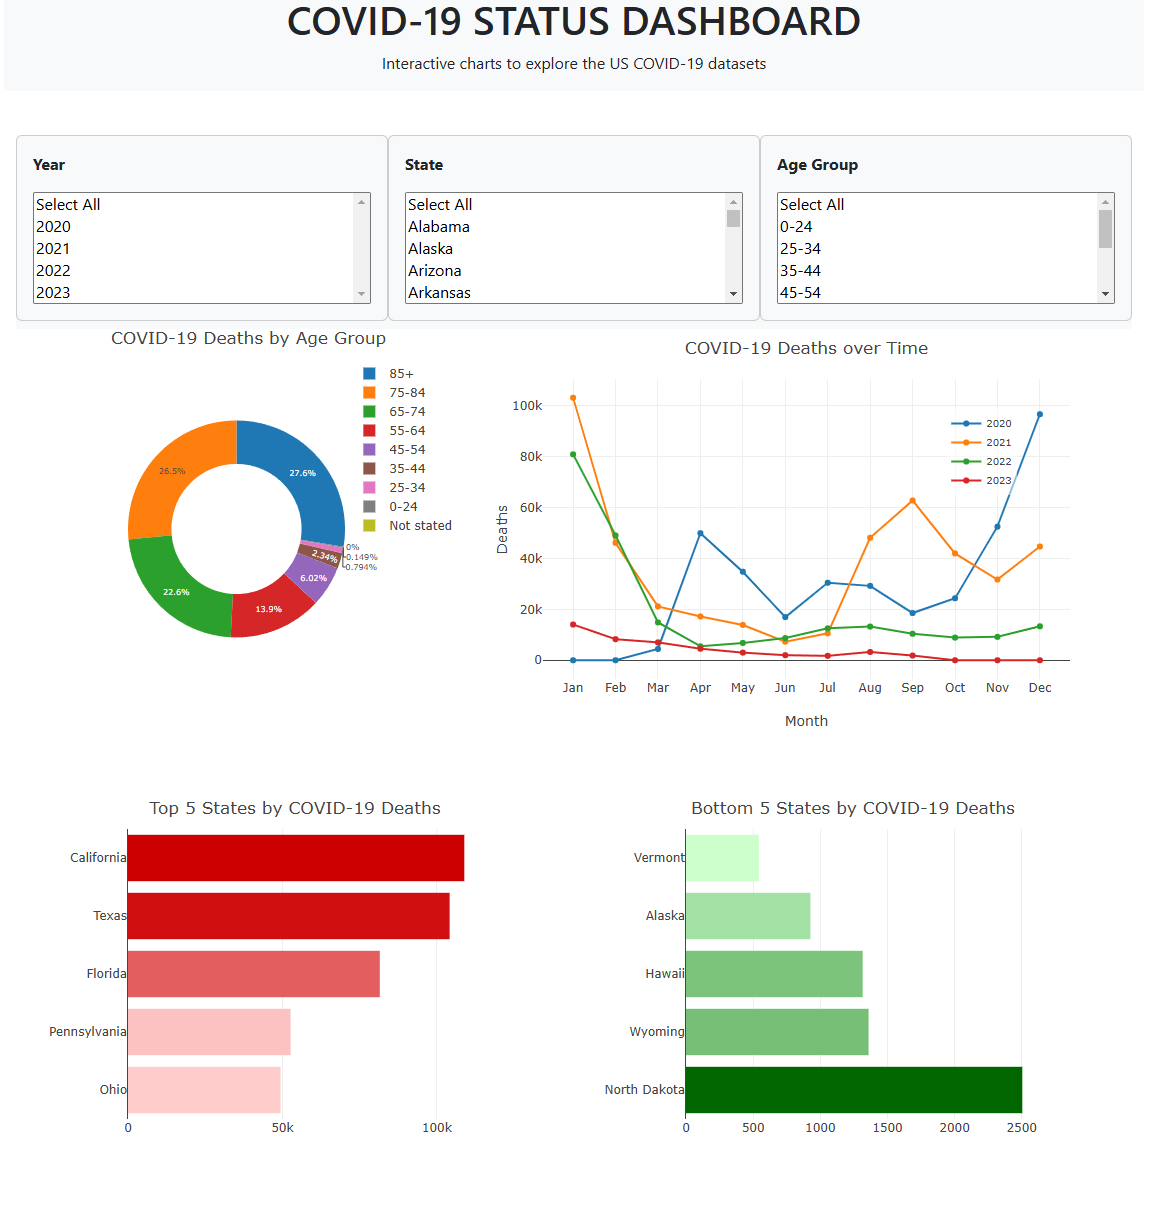 COVID-19 STATUS DASHBOARD
Interactive charts to explore the US COVID-19 datasets
Year
Select All
2020
2021
2022
2023
State
Select All
Alabama
Alaska
Arizona
Arkansas
Age Group
Select All
0-24
25-34
35-44
45-54
COVID-19 Deaths by Age Group
85+
75-84
65-74
55-64
45-54
35-44
25-34
0-24
Not stated
27.6%
26.5%
22.6%
13.9%
6.02%
2.34%
0%
0.149%
0.794%
COVID-19 Deaths over Time
2020
2021
2022
2023
Deaths
100k
80k
60k
40k
20k
0
Jan Feb Mar Apr May Jun Jul Aug Sep Oct Nov Dec
Month
Top 5 States by COVID-19 Deaths
California
Texas
Florida
Pennsylvania
Ohio
0 50k 100k
Bottom 5 States by COVID-19 Deaths
Vermont
Alaska
Hawaii
Wyoming
North Dakota
0 500 1000 1500 2000 2500